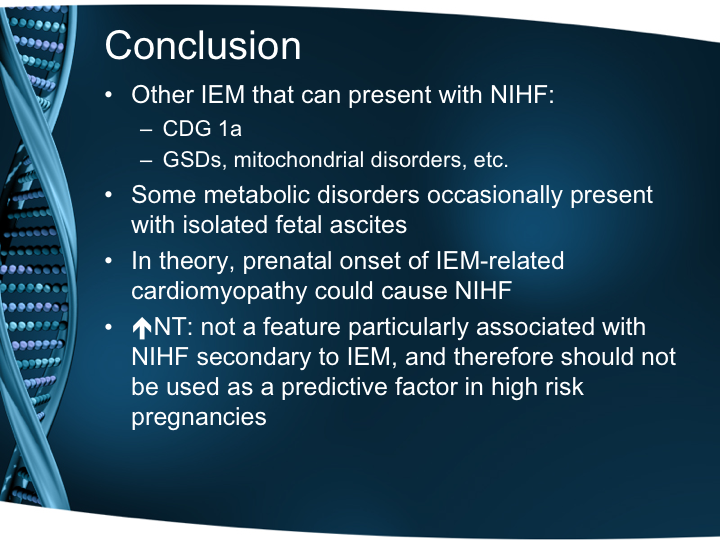 Conclusion
• Other IEM that can present with NIHF:
– CDG 1a
– GSDs, mitochondrial disorders, etc.
• Some metabolic disorders occasionally present
with isolated fetal ascites
• In theory, prenatal onset of IEM-related
cardiomyopathy could cause NIHF
• 🡅NT: not a feature particularly associated with
NIHF secondary to IEM, and therefore should not
be used as a predictive factor in high risk
pregnancies